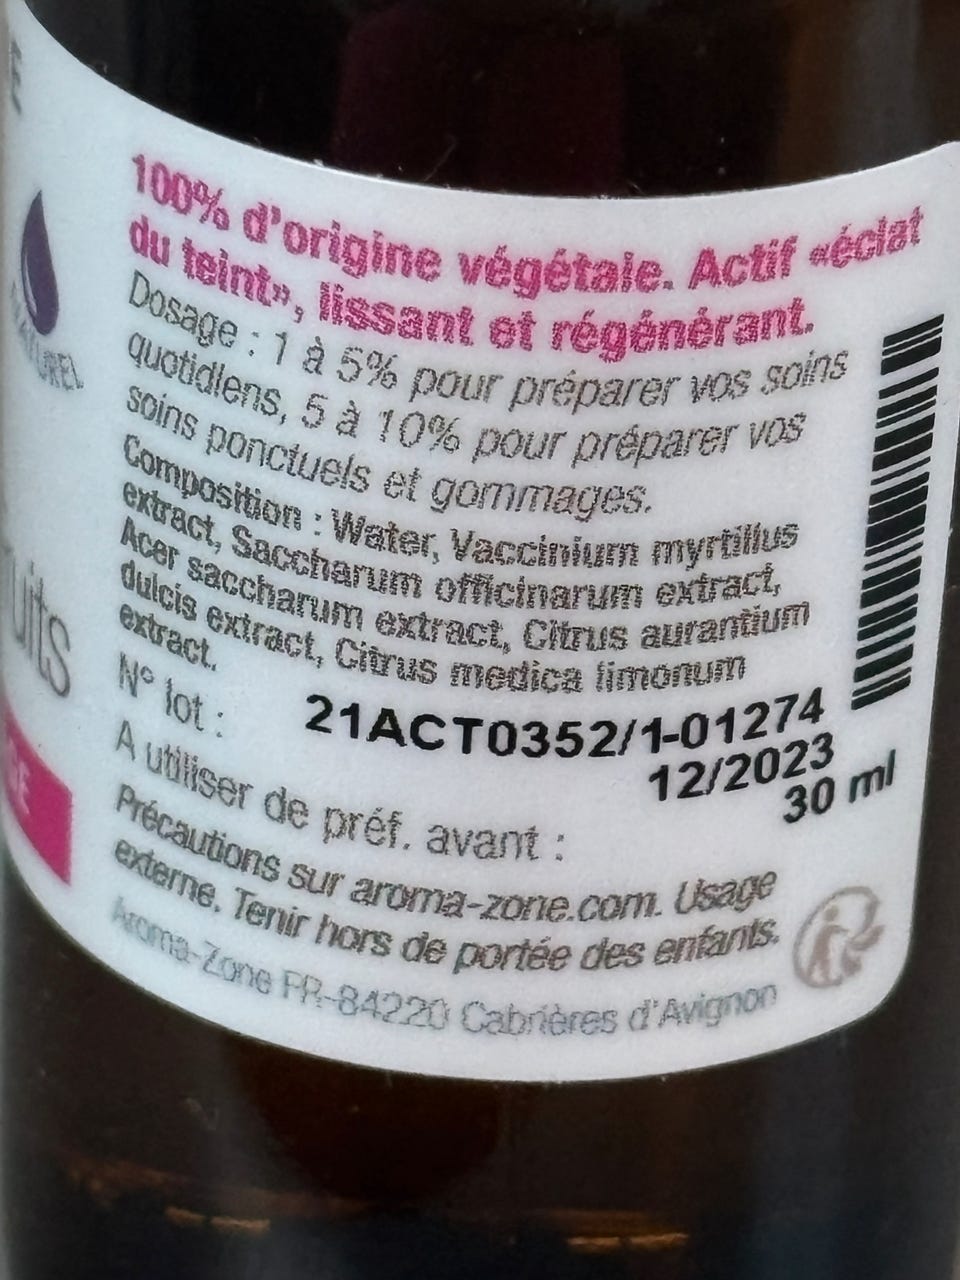 E
NATUREL
100% d'origine végétale. Actif «éclat
du teint», lissant et régénérant.
Dosage : 1 à 5% pour préparer vos soins
quotidiens, 5 à 10% pour préparer vos
soins ponctuels et gommages.
Composition : Water, Vaccinium myrtillus
extract, Saccharum officinarum extract,
Acer saccharum extract, Citrus aurantium
dulcis extract, Citrus medica limonum
extract.
uits
N° lot : 21ACT0352/1-01274
12/2023
A utiliser de préf. avant : 30 ml
GE
Précautions sur aroma-zone.com. Usage
externe. Tenir hors de portée des enfants.
Aroma-Zone FR-84220 Cabrières d'Avignon